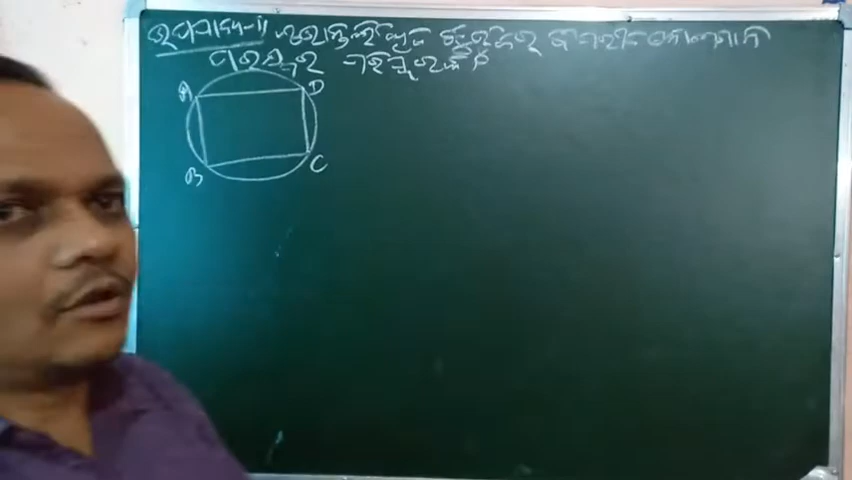 ଉପପାଦ୍ୟ-11 ବୃତ୍ତାନ୍ତର୍ଲିଖିତ ଚତୁର୍ଭୁଜର ବିପରୀତ କୋଣମାନ
ପରସ୍ପର ପରିପୂରକ
A D
B C